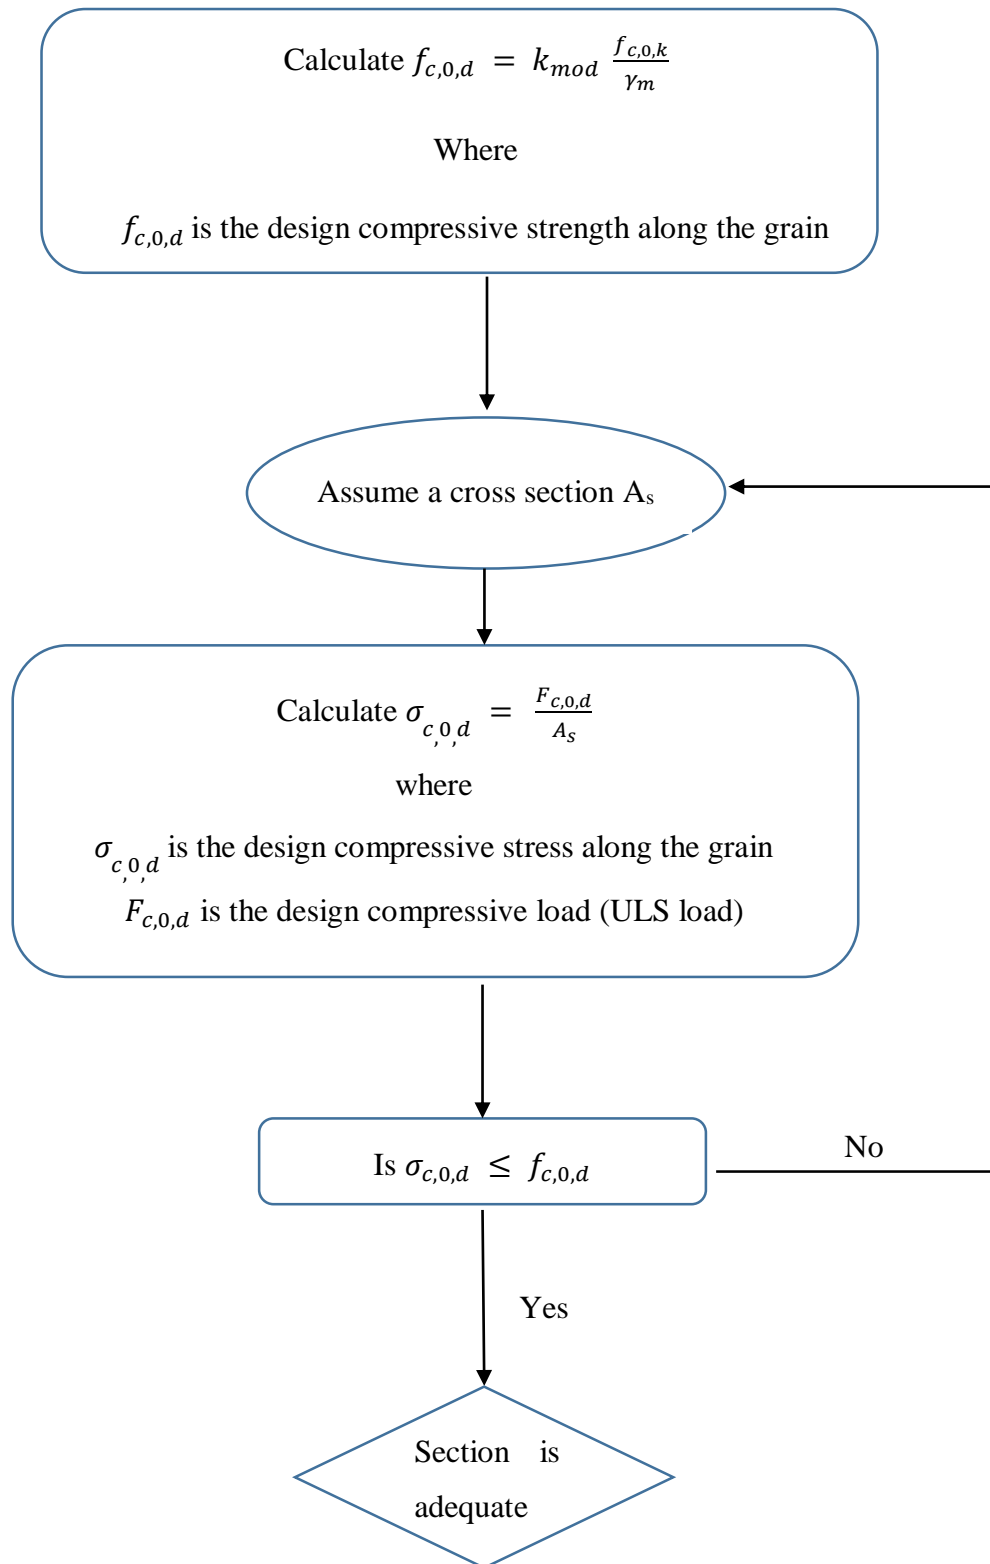 Calculate f_{c,0,d} = k_{mod} \frac{f_{c,0,k}}{γ_m}
Where
f_{c,0,d} is the design compressive strength along the grain
Assume a cross section A_s
Calculate σ_{c,0,d} = \frac{F_{c,0,d}}{A_s}
where
σ_{c,0,d} is the design compressive stress along the grain
F_{c,0,d} is the design compressive load (ULS load)
Is σ_{c,0,d} ≤ f_{c,0,d}
No
Yes
Section is
adequate